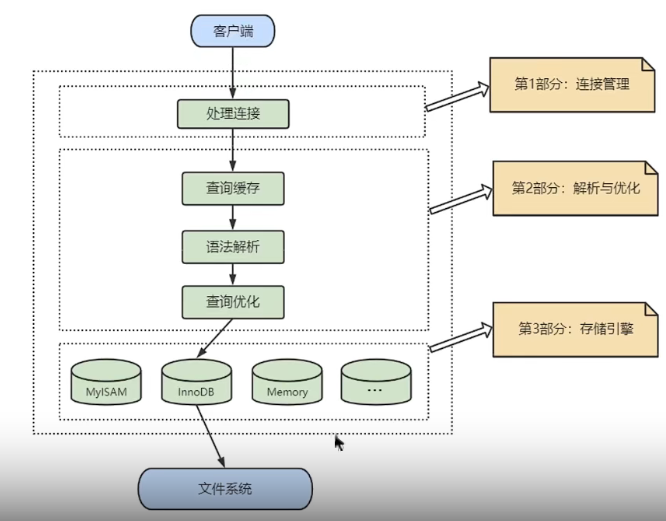 客户端
处理连接
第1部分：连接管理
查询缓存
语法解析
查询优化
第2部分：解析与优化
MyISAM
InnoDB
Memory
...
第3部分：存储引擎
文件系统